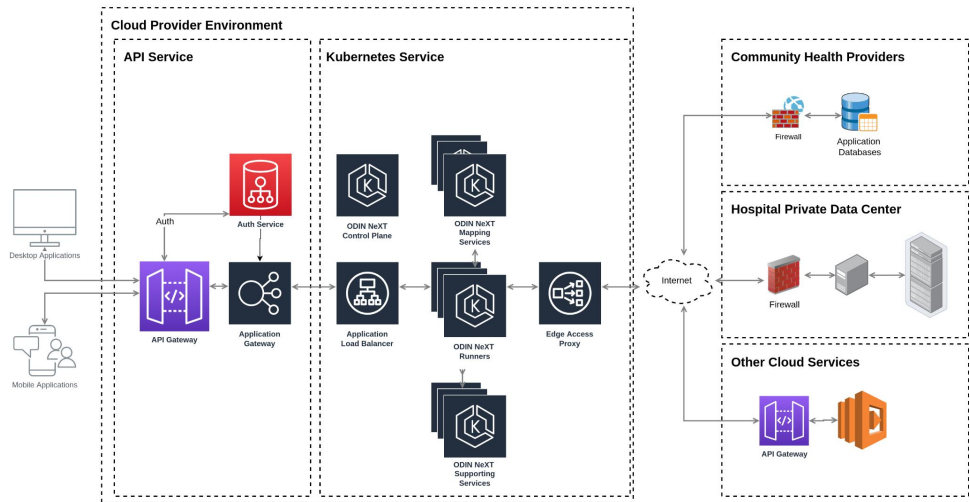 Cloud Provider Environment
API Service
Kubernetes Service
Community Health Providers
Firewall
Application
Databases
Desktop Applications
Auth
Auth Service
ODIN NeXT
Control Plane
ODIN NeXT
Mapping
Services
Hospital Private Data Center
API Gateway
Application
Gateway
Application
Load Balancer
ODIN NeXT
Runners
Edge Access
Proxy
Internet
Firewall
Mobile Applications
Other Cloud Services
ODIN NeXT
Supporting
Services
API Gateway